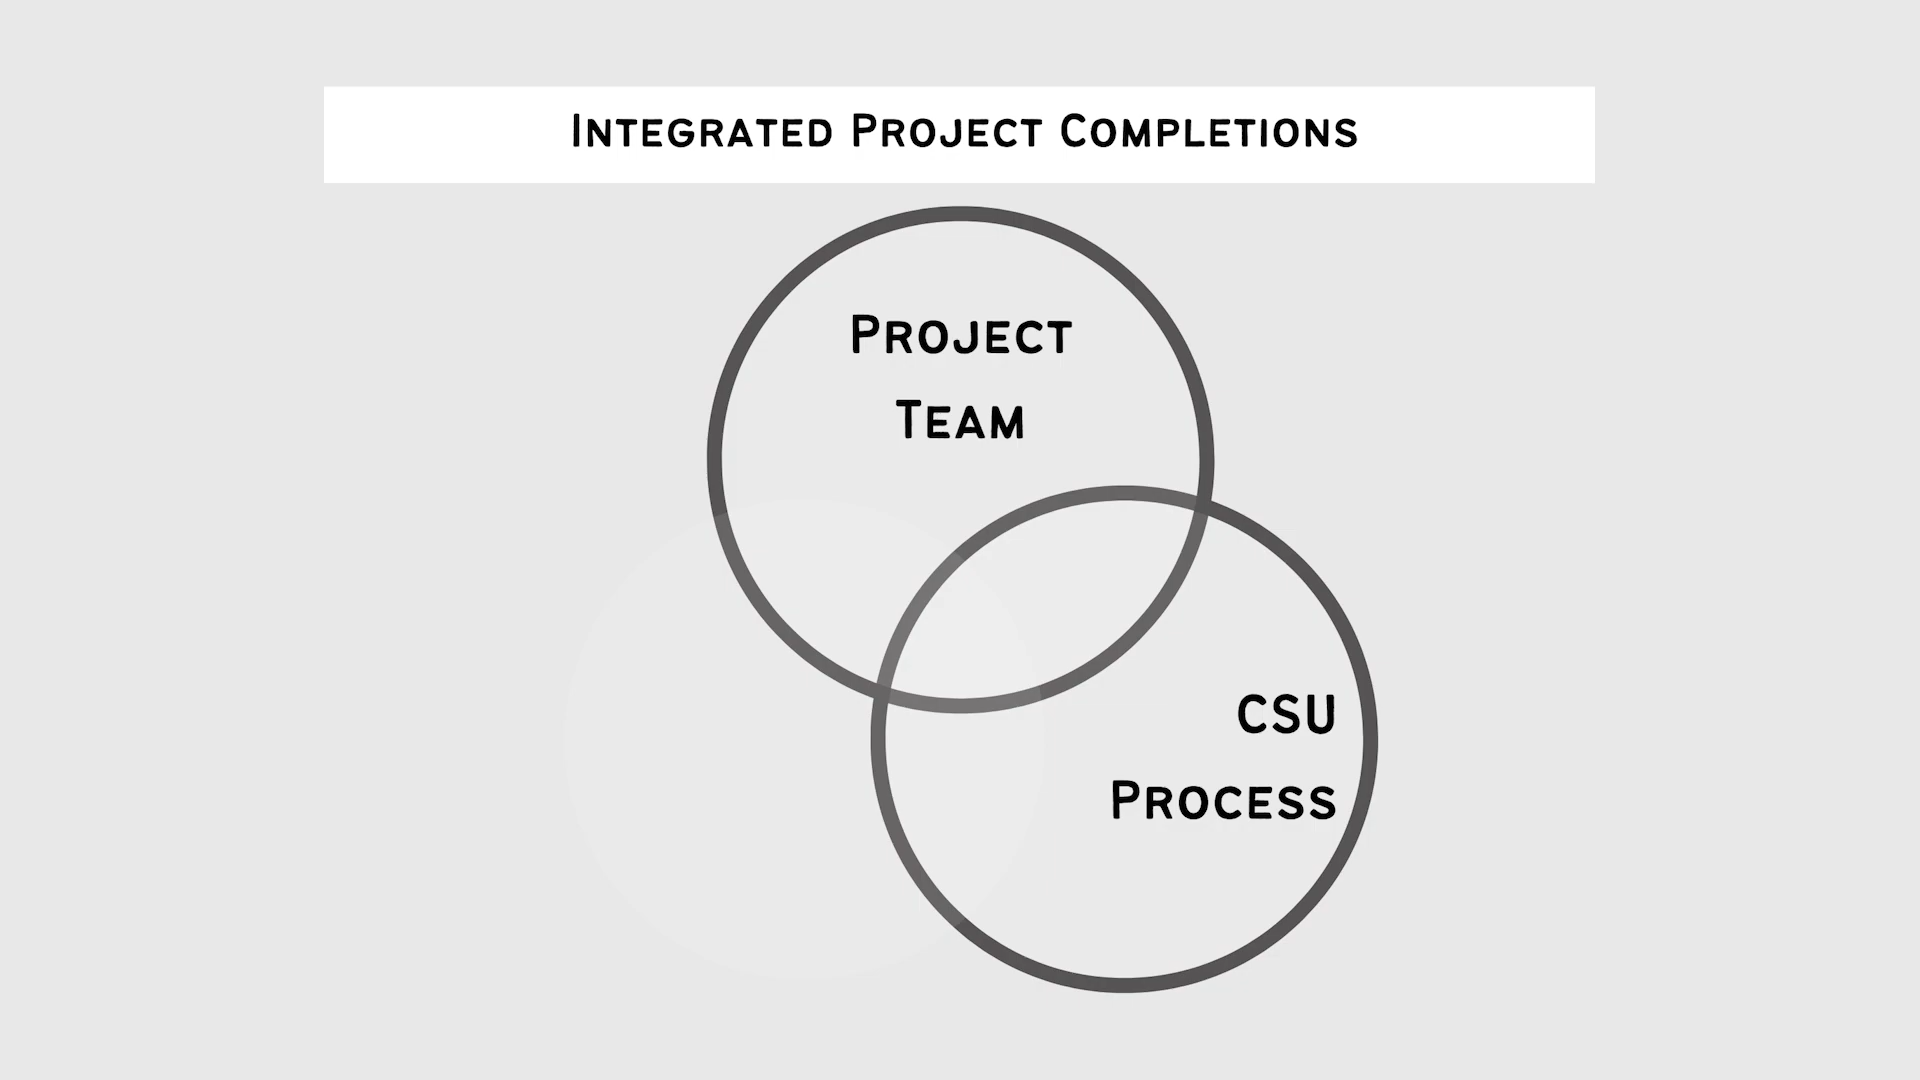 Integrated Project Completions
Project
Team
CSU
Process